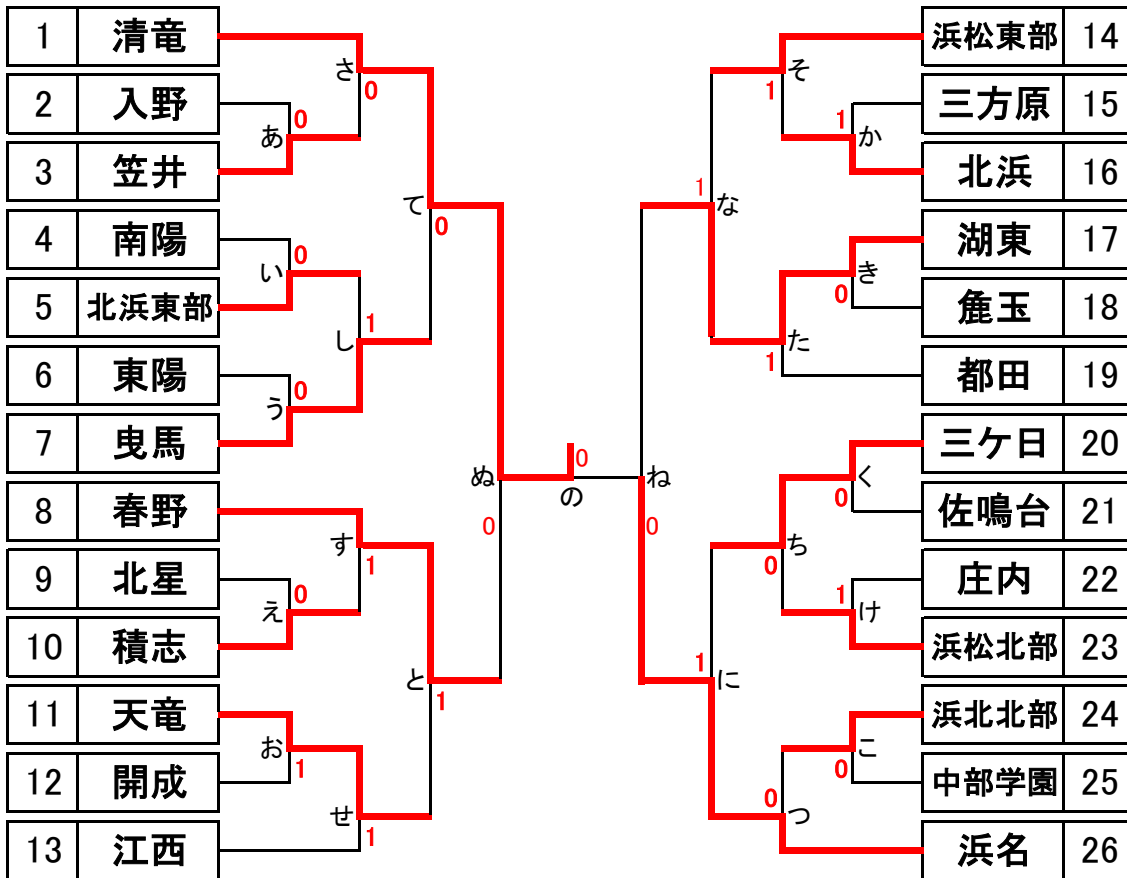 1 清竜
2 入野
3 笠井
4 南陽
5 北浜東部
6 東陽
7 曳馬
8 春野
9 北星
10 積志
11 天竜
12 開成
13 江西
さ
0
あ
0
い
0
し
1
う
0
て
0
す
1
え
0
お
1
せ
1
と
1
ぬ
0
0
の
ね
0
な
1
に
1
そ
1
か
1
き
0
た
1
く
0
ち
0
け
1
こ
0
つ
0
浜松東部 14
三方原 15
北浜 16
湖東 17
麁玉 18
都田 19
三ケ日 20
佐鳴台 21
庄内 22
浜松北部 23
浜北北部 24
中部学園 25
浜名 26